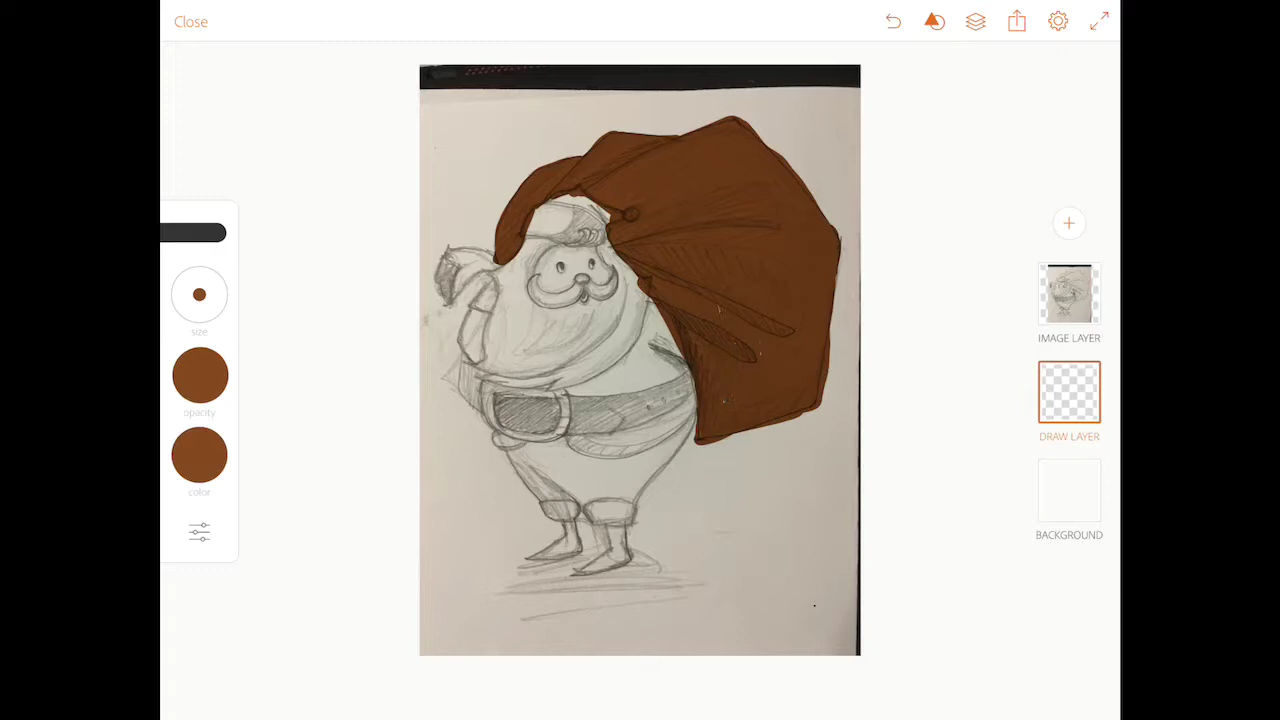 Close
size
opacity
color
IMAGE LAYER
DRAW LAYER
BACKGROUND